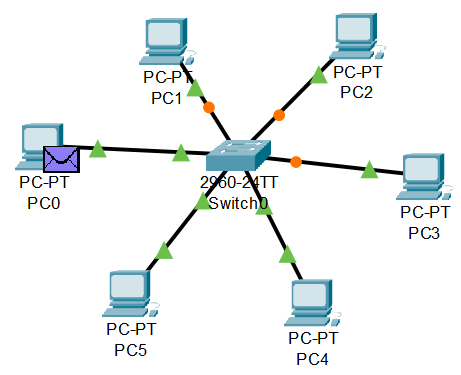 PC-PT
PC1
PC-PT
PC2
PC-PT
PC0
2960-24TT
Switch0
PC-PT
PC3
PC-PT
PC5
PC-PT
PC4